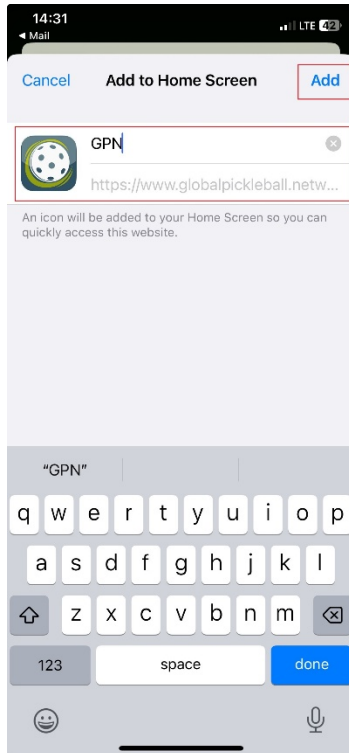 14:31
◀ Mail
LTE 42
Cancel Add to Home Screen Add
GPN
https://www.globalpickleball.netw...
An icon will be added to your Home Screen so you can
quickly access this website.
"GPN"
q w e r t y u i o p
a s d f g h j k l
z x c v b n m
123 space done